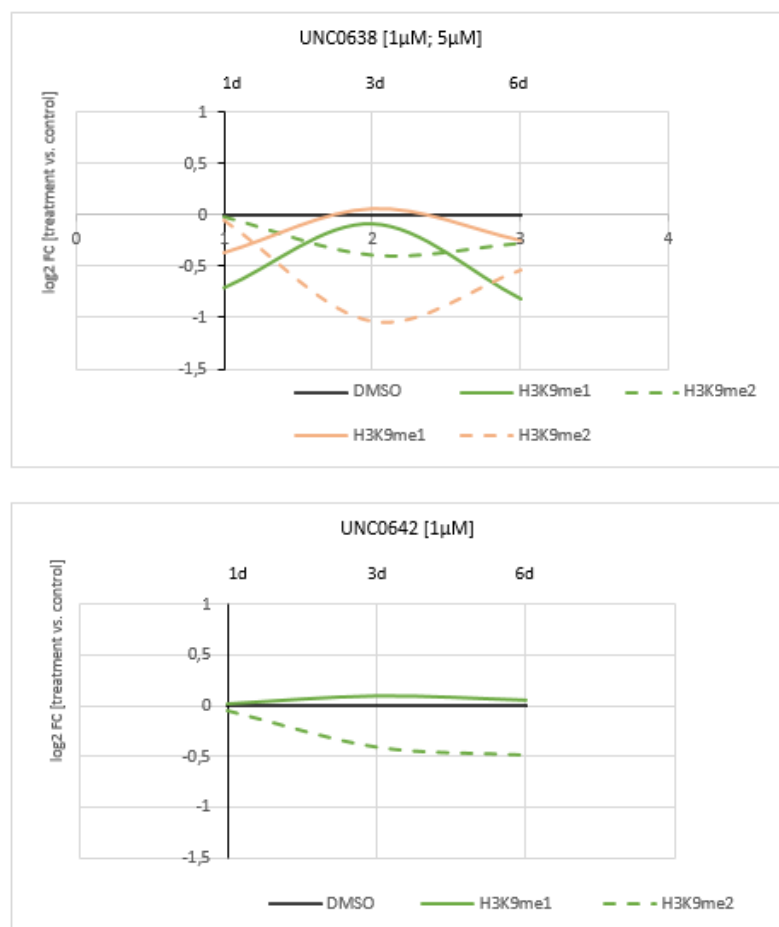 UNC0638 [1µM; 5µM]
1d 3d 6d
log2 FC [treatment vs. control]
1
0,5
0
0 1 2 3 4
-0,5
-1
-1,5
DMSO H3K9me1 H3K9me2
H3K9me1 H3K9me2
UNC0642 [1µM]
1d 3d 6d
log2 FC [treatment vs. control]
1
0,5
0
-0,5
-1
-1,5
DMSO H3K9me1 H3K9me2